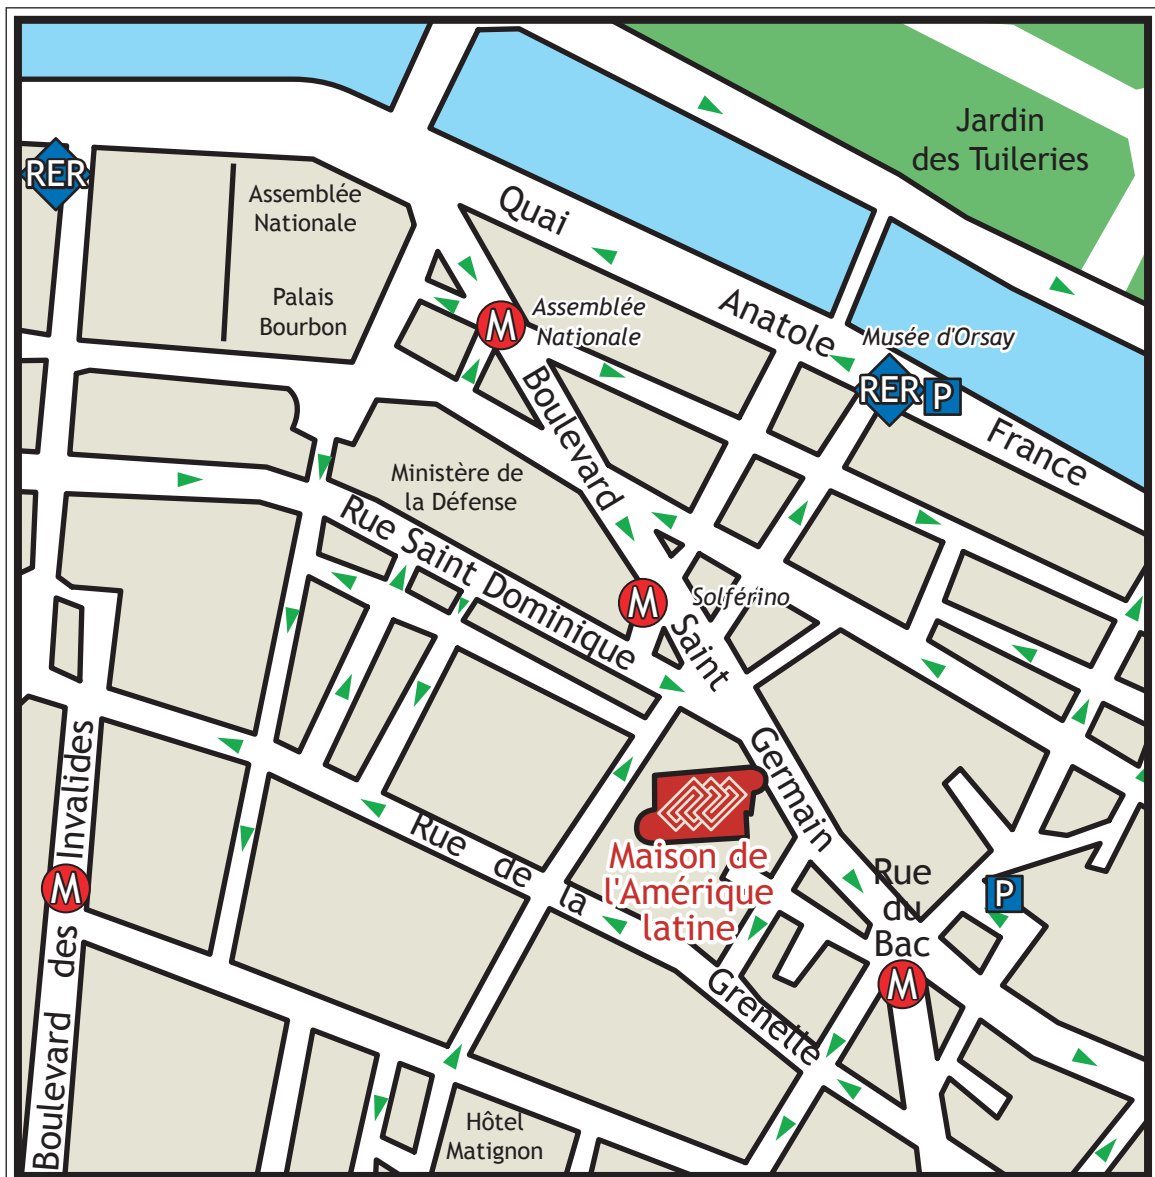 Jardin
des Tuileries
RER
Assemblée
Nationale
Palais
Bourbon
Quai
Anatole
France
M
Assemblée
Nationale
Musée d'Orsay
RER
P
Boulevard
Saint
Germain
Ministère de
la Défense
Rue Saint Dominique
M
Solférino
Maison de
l'Amérique
latine
Rue
du
Bac
M
P
Rue de la
Grenelle
M
Boulevard des Invalides
Hôtel
Matignon